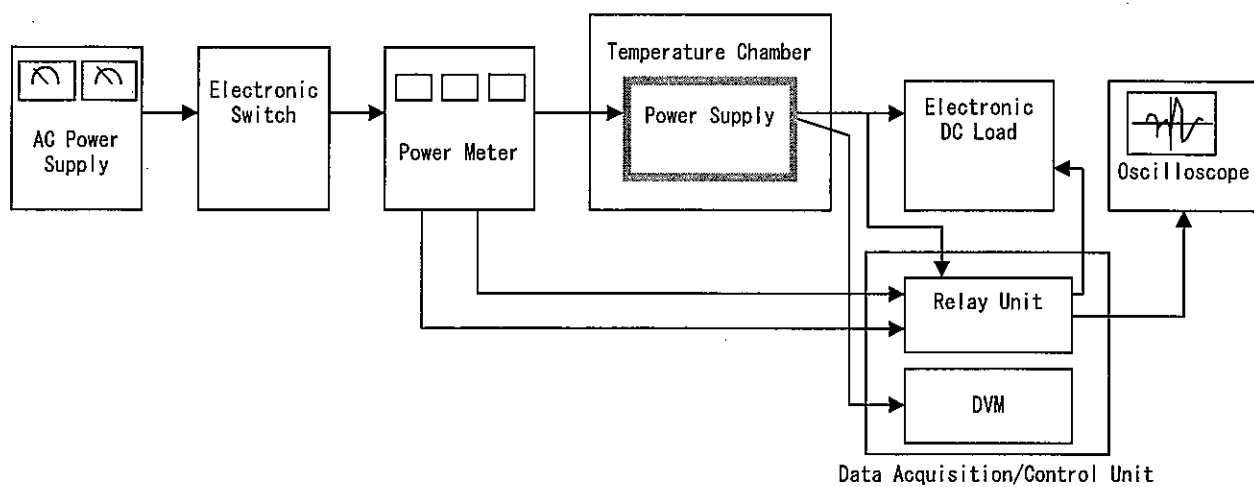 AC Power
Supply
Electronic
Switch
Power Meter
Temperature Chamber
Power Supply
Electronic
DC Load
Oscilloscope
Relay Unit
DVM
Data Acquisition/Control Unit